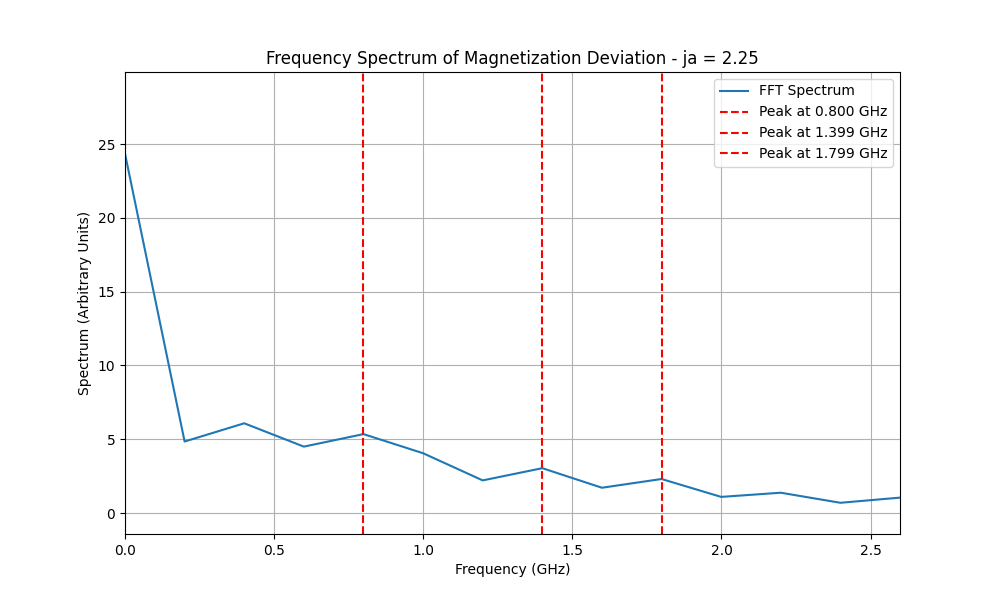 Frequency Spectrum of Magnetization Deviation - ja = 2.25
FFT Spectrum
Peak at 0.800 GHz
Peak at 1.399 GHz
Peak at 1.799 GHz
Spectrum (Arbitrary Units)
25
20
15
10
5
0
0.0 0.5 1.0 1.5 2.0 2.5
Frequency (GHz)